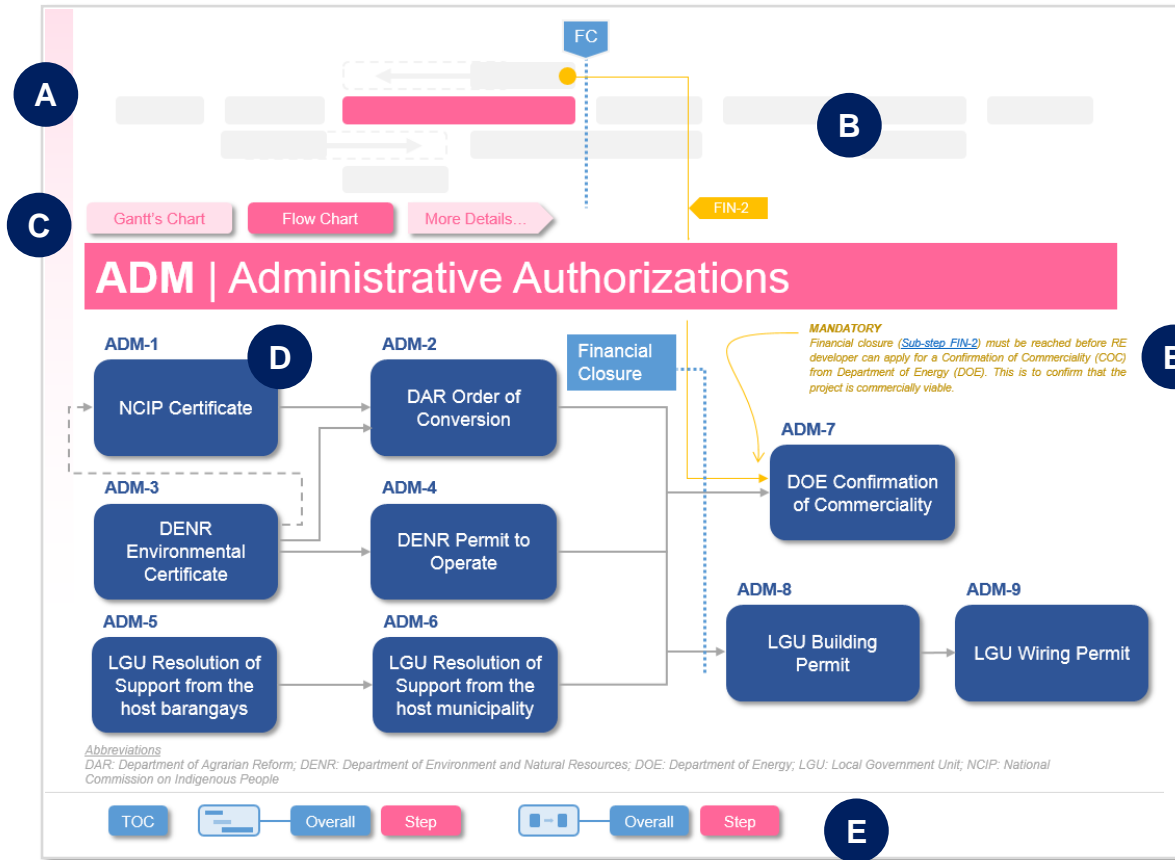 FC
A
B
FIN-2
C
Gantt's Chart
Flow Chart
More Details...
ADM | Administrative Authorizations
MANDATORY
Financial closure (Sub-step FIN-2) must be reached before RE
developer can apply for a Confirmation of Commerciality (COC)
from Department of Energy (DOE). This is to confirm that the
project is commercially viable.
E
Financial
Closure
ADM-1
D
NCIP Certificate
ADM-2
DAR Order of
Conversion
ADM-7
DOE Confirmation
of Commerciality
ADM-3
DENR
Environmental
Certificate
ADM-4
DENR Permit to
Operate
ADM-8
LGU Building
Permit
ADM-9
LGU Wiring Permit
ADM-5
LGU Resolution of
Support from the
host barangays
ADM-6
LGU Resolution of
Support from the
host municipality
Abbreviations
DAR: Department of Agrarian Reform; DENR: Department of Environment and Natural Resources; DOE: Department of Energy; LGU: Local Government Unit; NCIP: National
Commission on Indigenous People
TOC
Overall
Step
Overall
Step
E